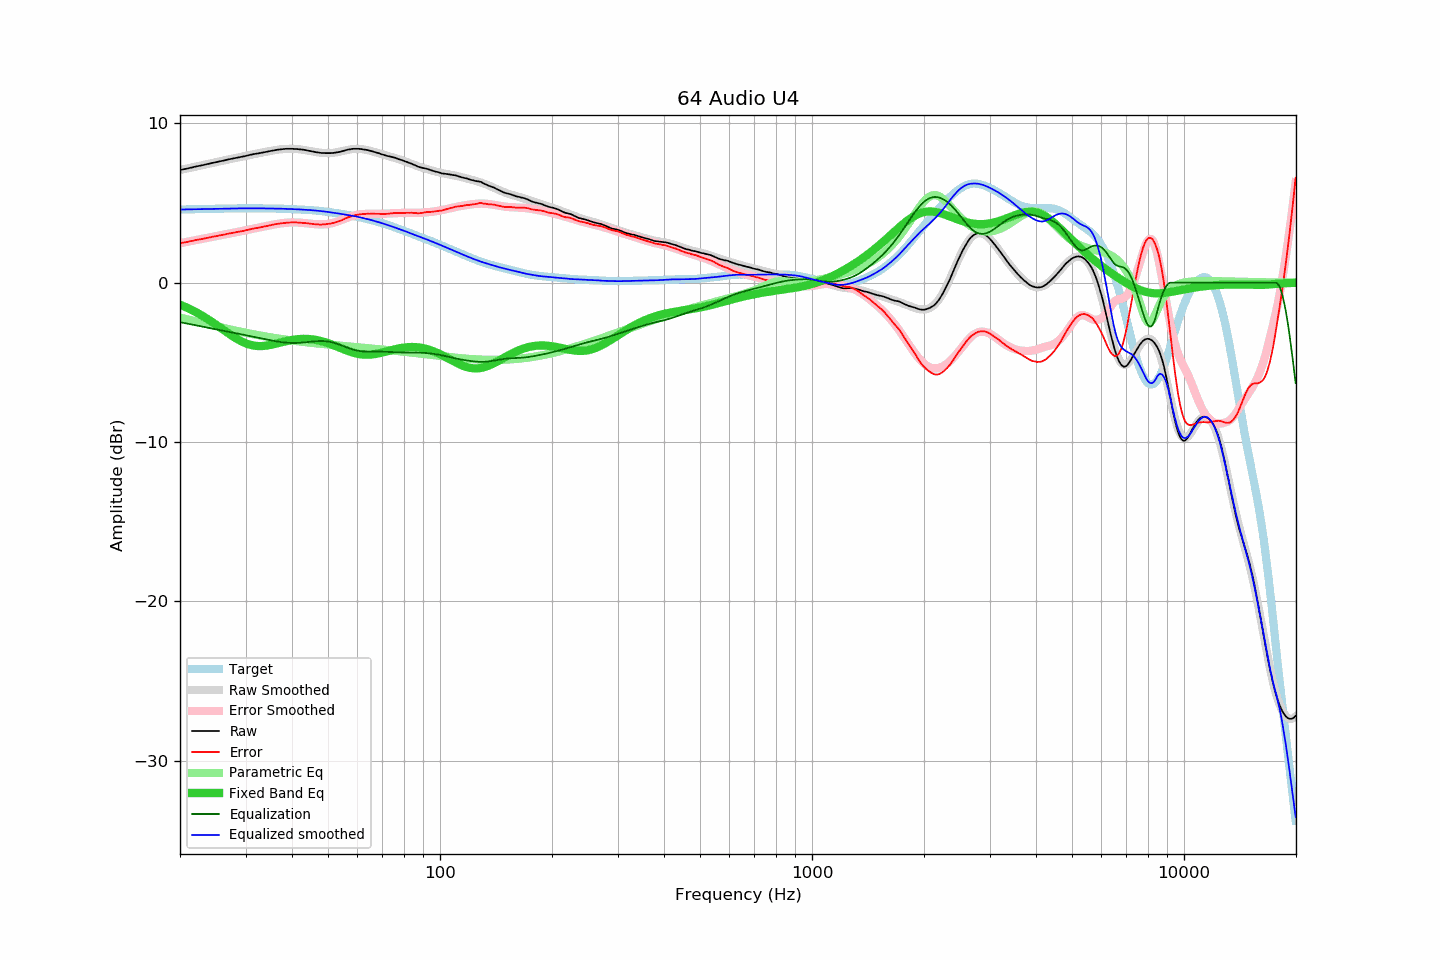 64 Audio U4
10
0
−10
−20
−30
Amplitude (dBr)
Target
Raw Smoothed
Error Smoothed
Raw
Error
Parametric Eq
Fixed Band Eq
Equalization
Equalized smoothed
100
1000
10000
Frequency (Hz)